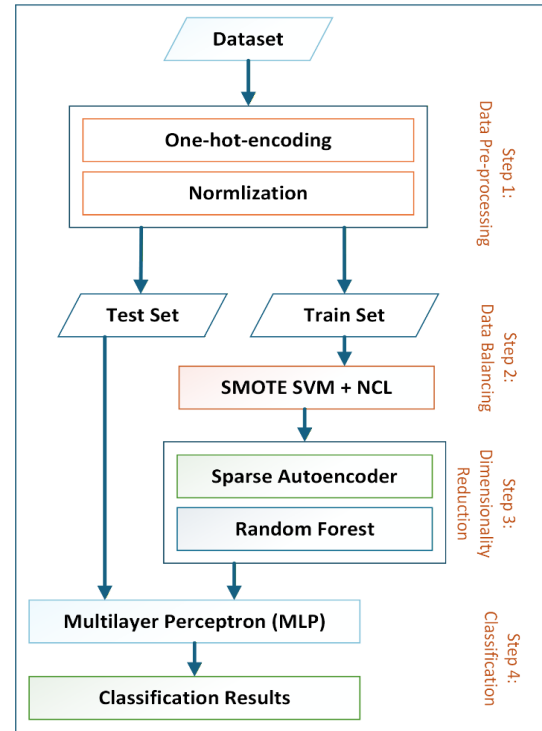 Dataset
One-hot-encoding
Normlization
Step 1:
Data Pre-processing
Test Set
Train Set
SMOTE SVM + NCL
Step 2:
Data Balancing
Sparse Autoencoder
Random Forest
Step 3:
Dimensionality
Reduction
Multilayer Perceptron (MLP)
Classification Results
Step 4:
Classification